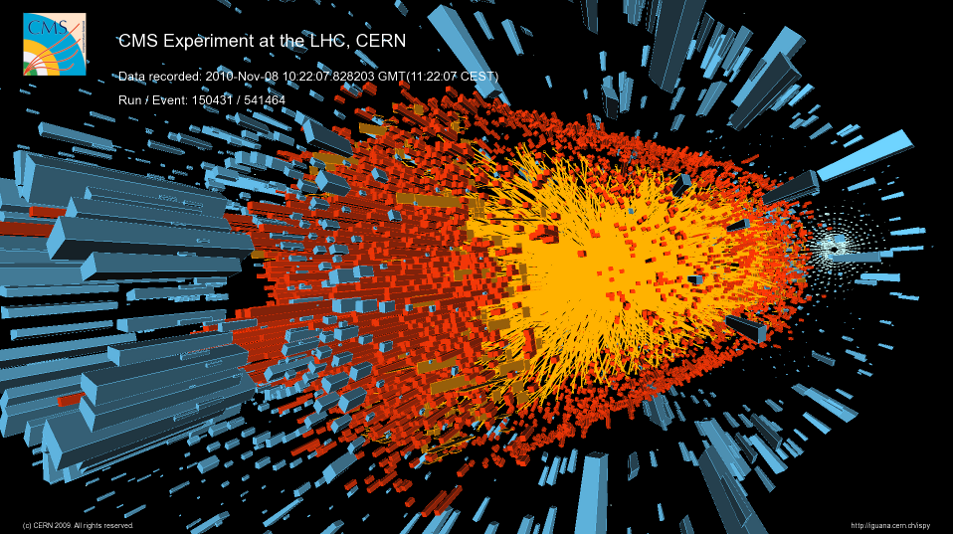 CMS
CMS Experiment at the LHC, CERN
Data recorded: 2010-Nov-08 10:22:07.828203 GMT(11:22:07 CEST)
Run / Event: 150431 / 541464
(c) CERN 2009. All rights reserved.
http://iguana.cern.ch/ispy